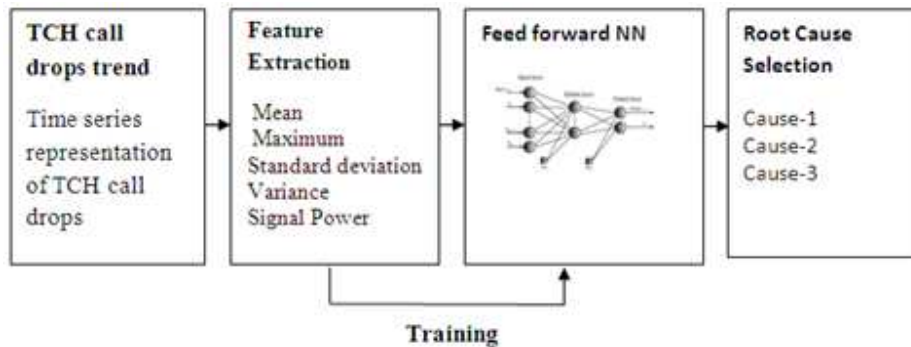 TCH call
drops trend
Time series
representation
of TCH call
drops
Feature
Extraction
Mean
Maximum
Standard deviation
Variance
Signal Power
Feed forward NN
Root Cause
Selection
Cause-1
Cause-2
Cause-3
Training